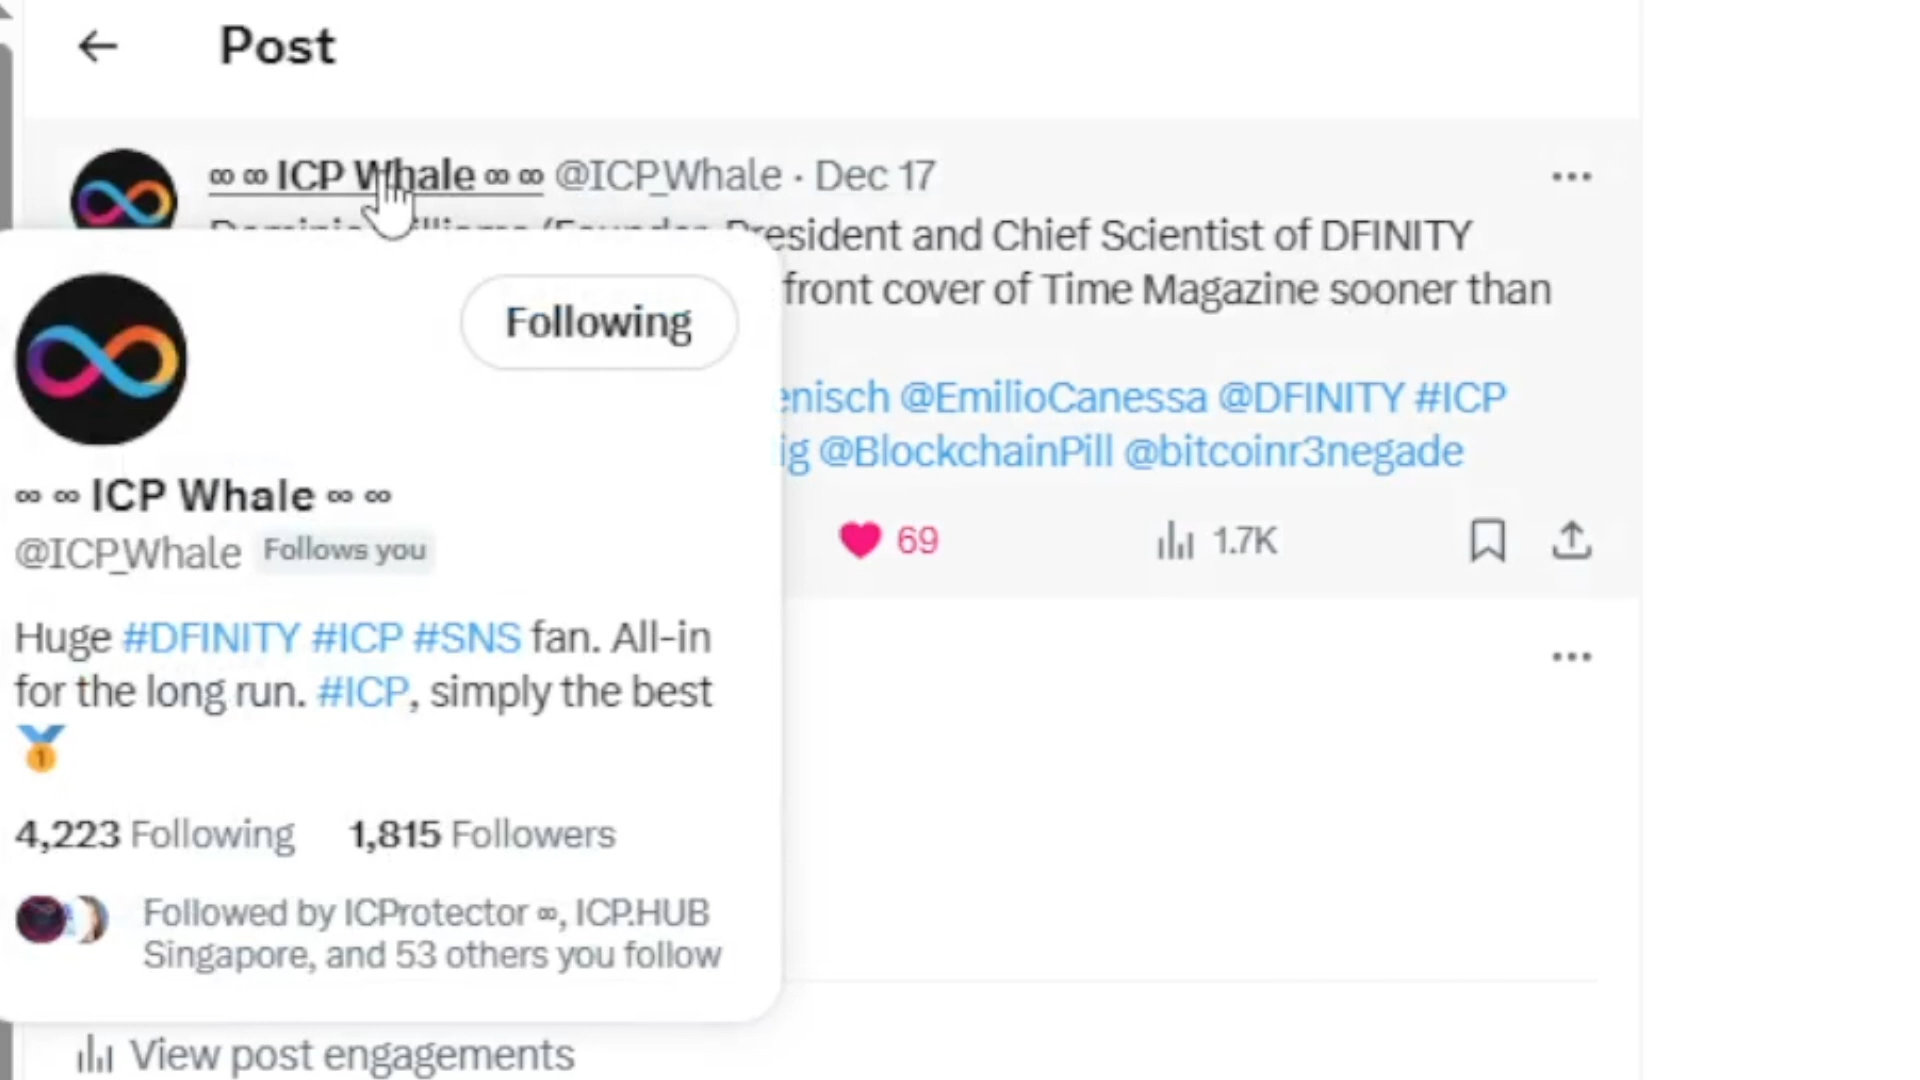 Post
∞ ∞ ICP Whale ∞ ∞ @ICP_Whale · Dec 17
President and Chief Scientist of DFINITY
front cover of Time Magazine sooner than
@EmilioCanessa @DFINITY #ICP
@BlockchainPill @bitcoinr3negade
69 1.7K
Following
∞ ∞ ICP Whale ∞ ∞
@ICP_Whale Follows you
Huge #DFINITY #ICP #SNS fan. All-in
for the long run. #ICP, simply the best
4,223 Following 1,815 Followers
Followed by ICProtector ∞, ICP.HUB
Singapore, and 53 others you follow
View post engagements